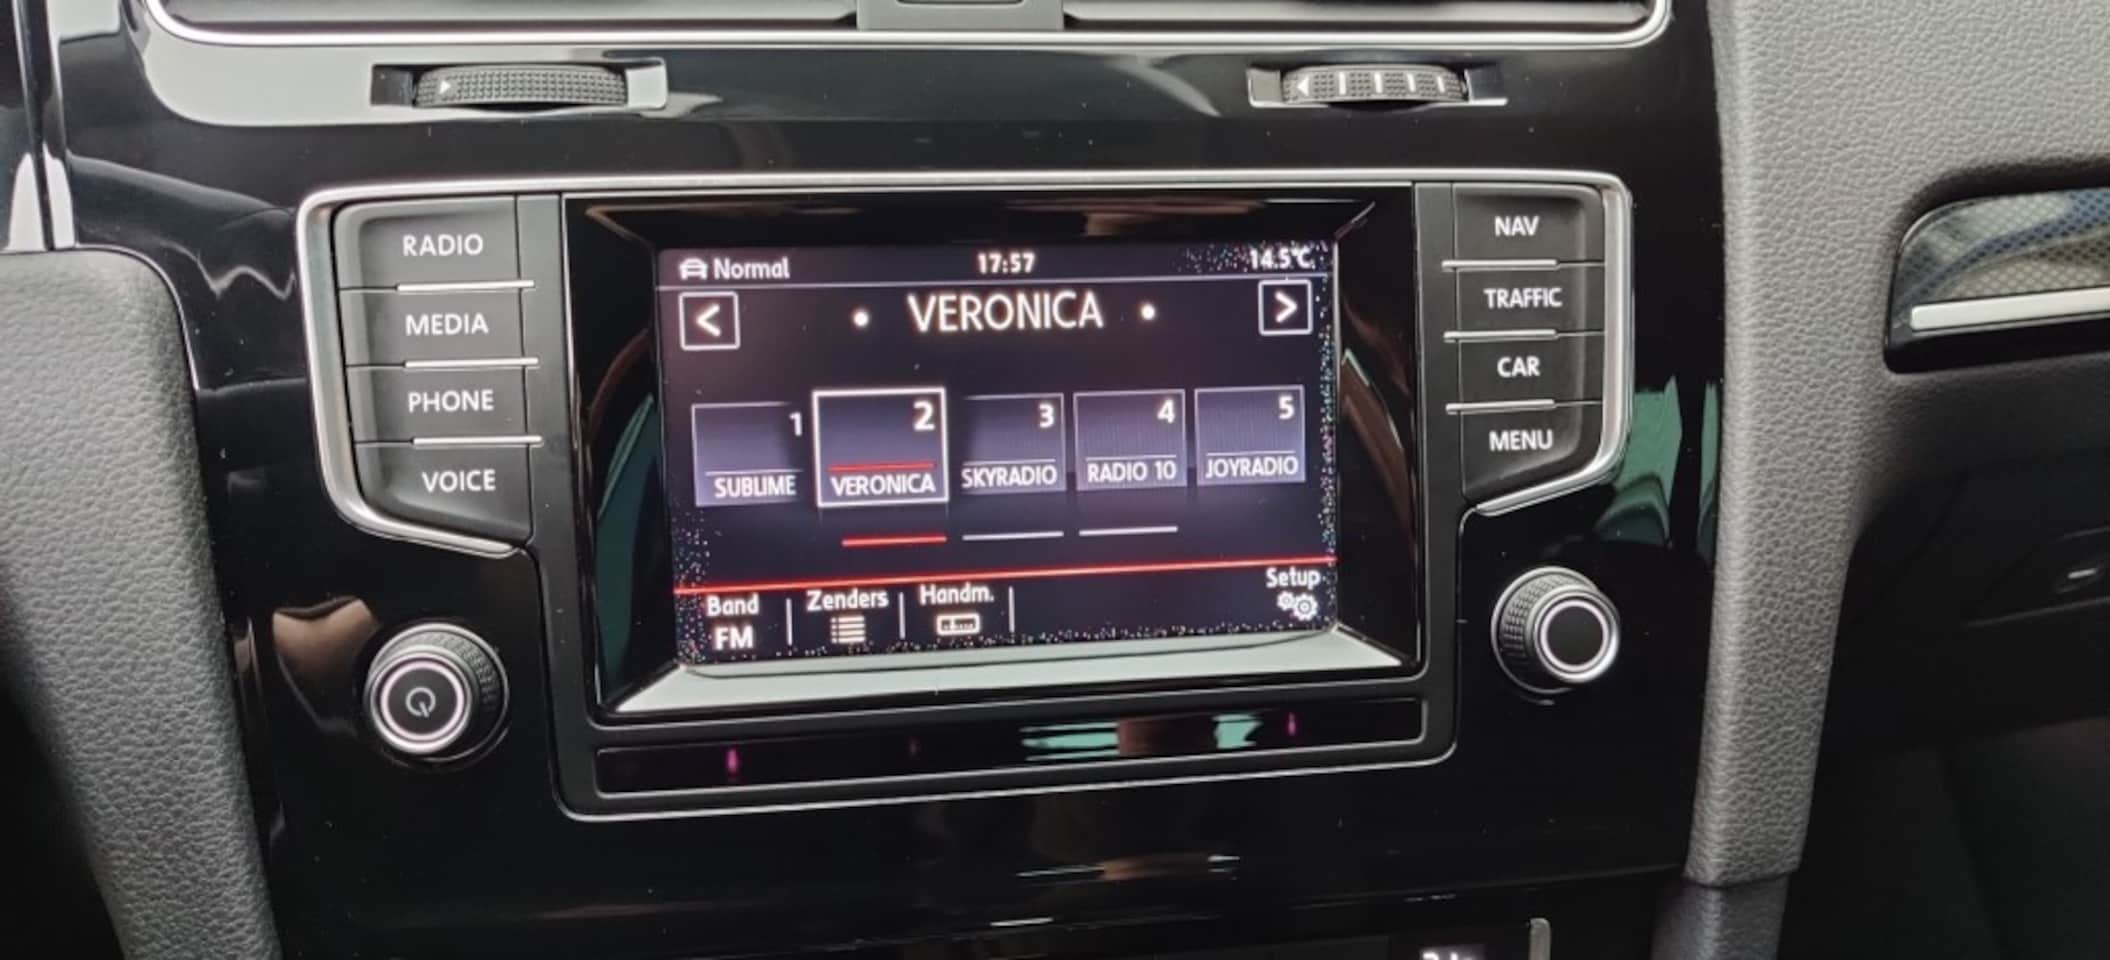 RADIO
MEDIA
PHONE
VOICE
Normal 17:57 14.5°C
< • VERONICA • >
1 2 3 4 5
SUBLIME VERONICA SKYRADIO RADIO 10 JOYRADIO
Band Zenders Handm. Setup
FM
NAV
TRAFFIC
CAR
MENU